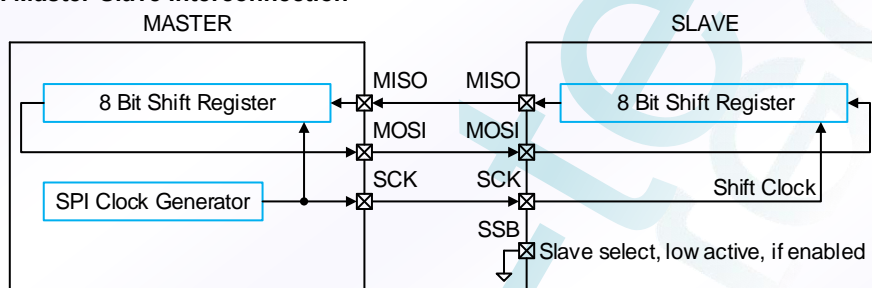 Master Slave Interconnection
MASTER SLAVE
MISO MISO
8 Bit Shift Register 8 Bit Shift Register
MOSI MOSI
SCK SCK
SPI Clock Generator Shift Clock
SSB
Slave select, low active, if enabled